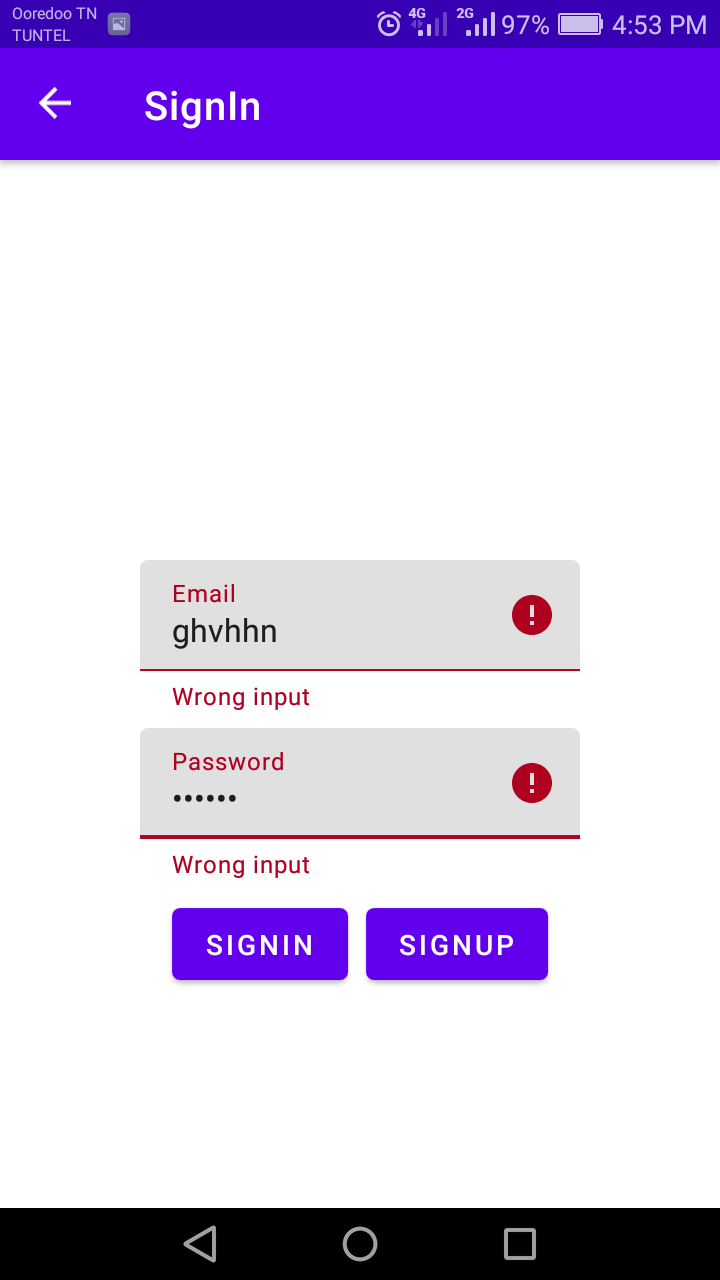 Ooredoo TN
TUNTEL
4G 2G 97% 4:53 PM
SignIn
Email
ghvhhn
Wrong input
Password
••••••
Wrong input
SIGNIN SIGNUP